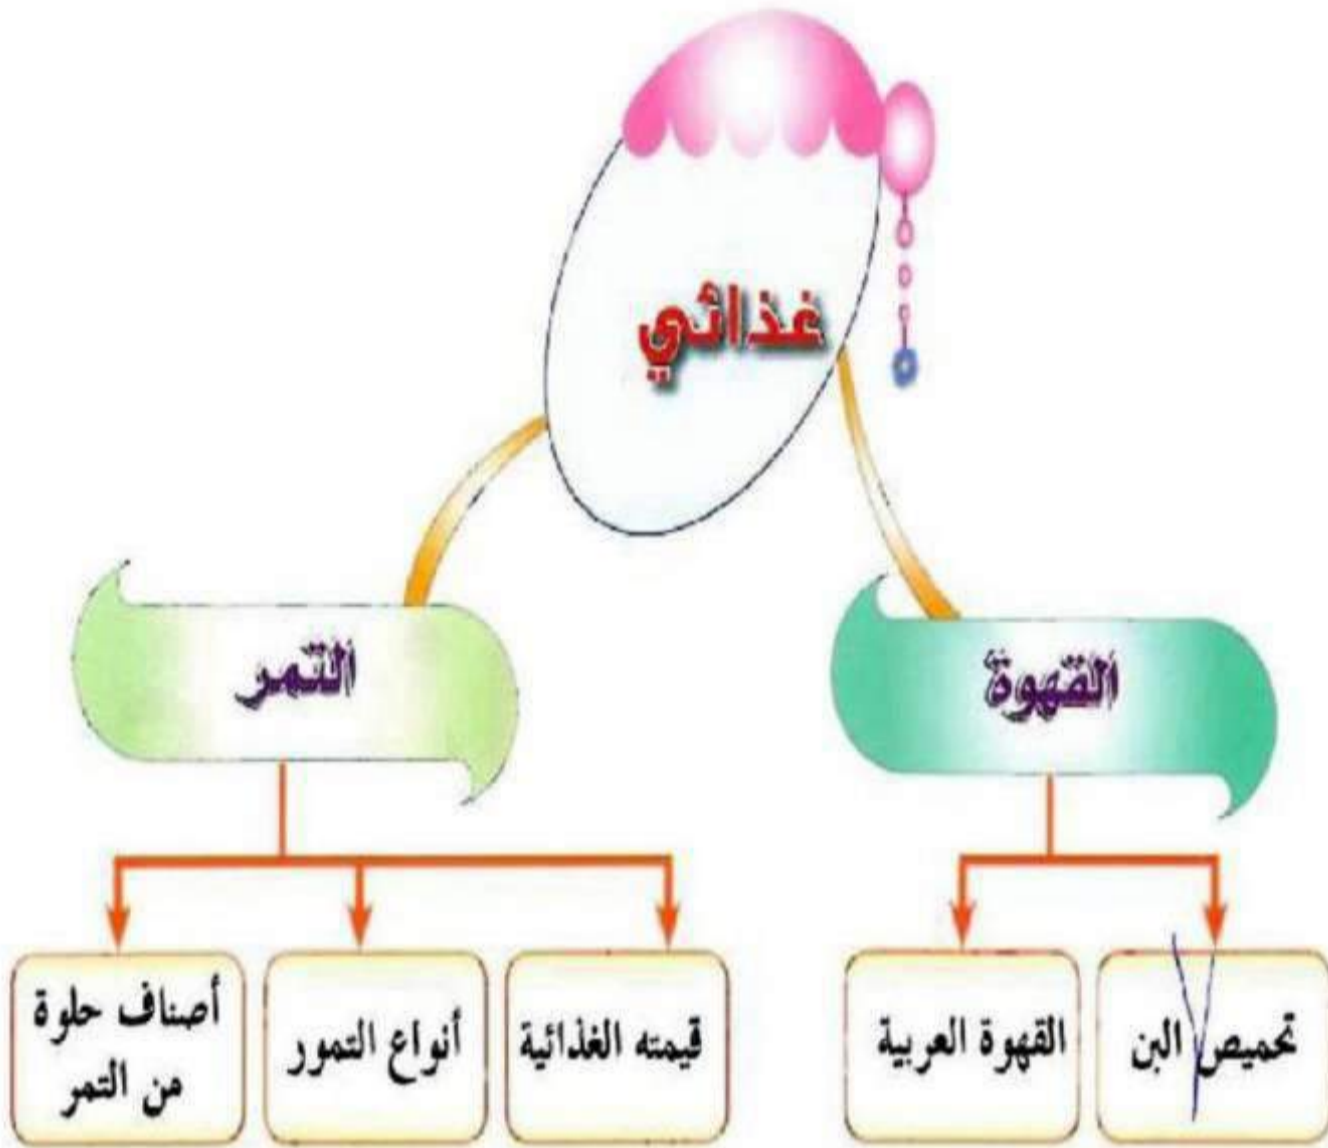 غذائي
القهوة
التمر
تحميص البن
القهوة العربية
قيمته الغذائية
أنواع التمور
أصناف حلوة
من التمر